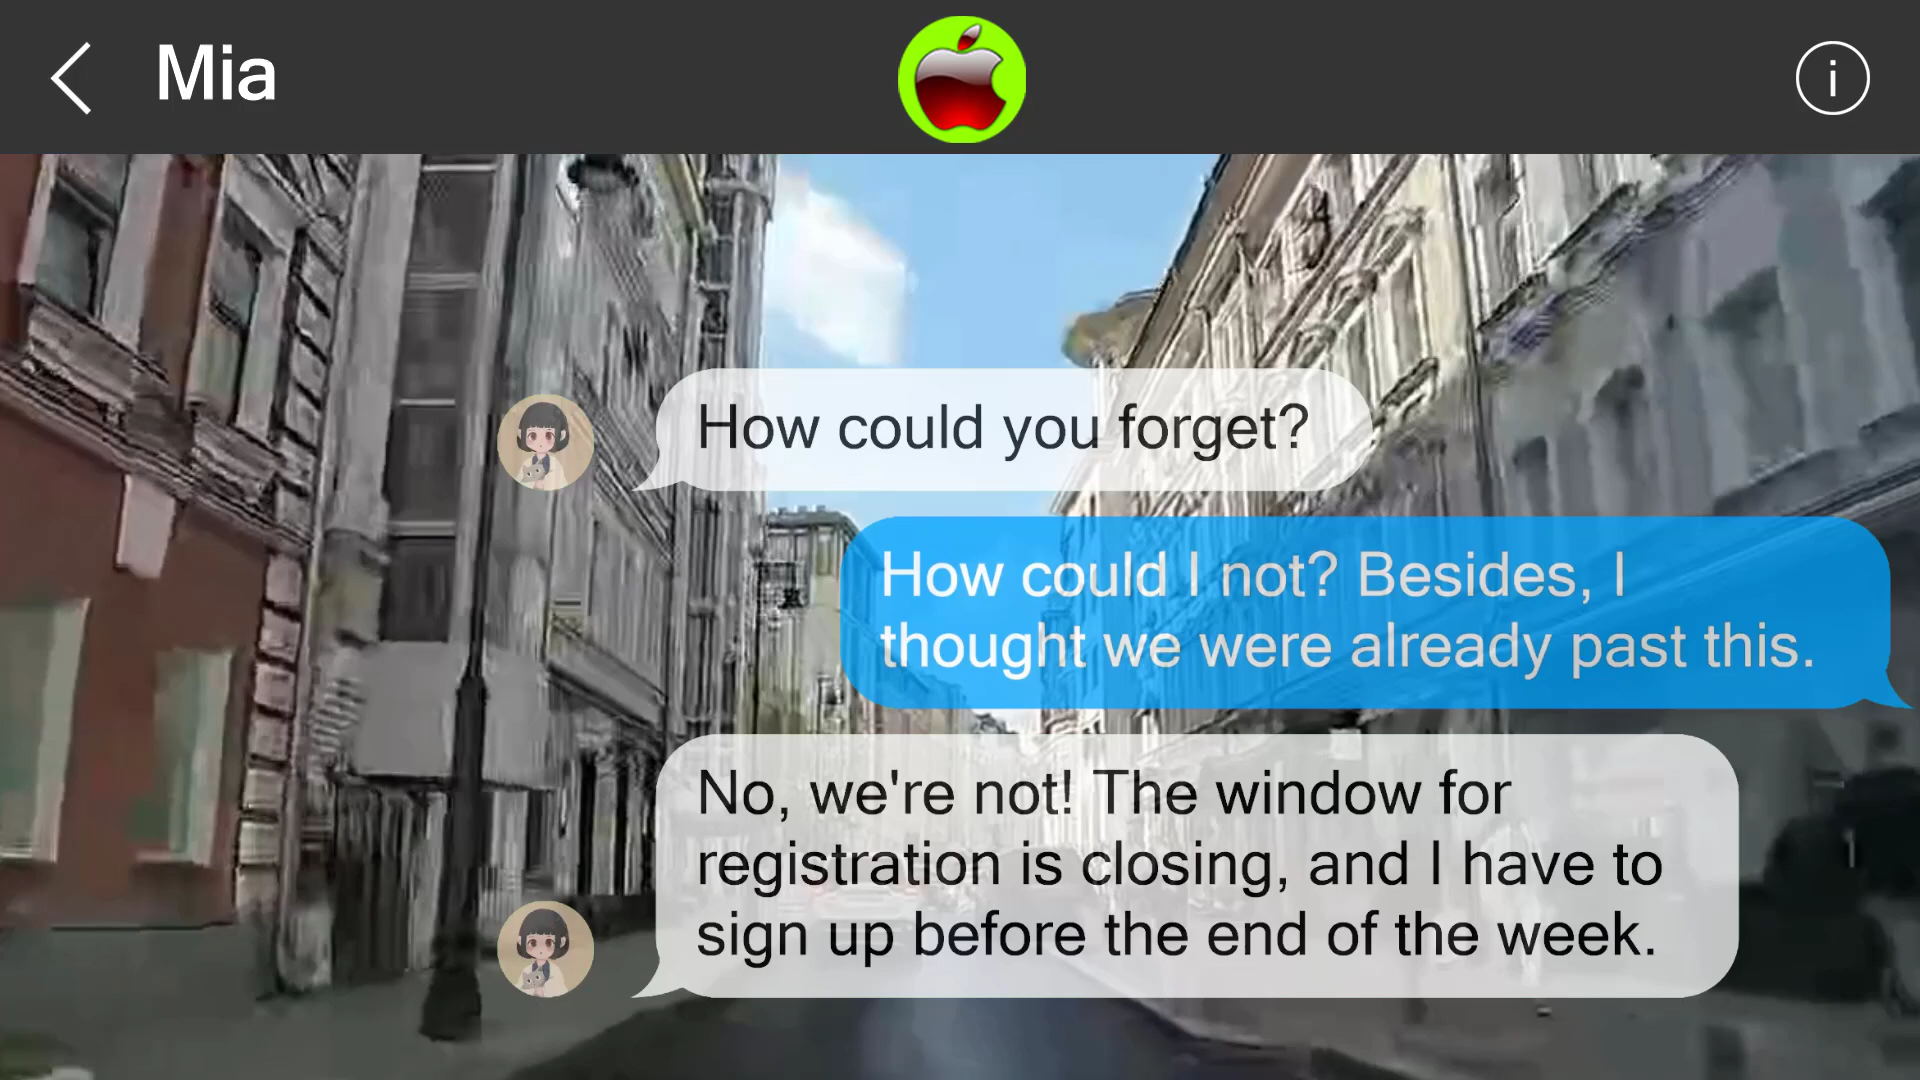 Mia
How could you forget?
How could I not? Besides, I
thought we were already past this.
No, we're not! The window for
registration is closing, and I have to
sign up before the end of the week.